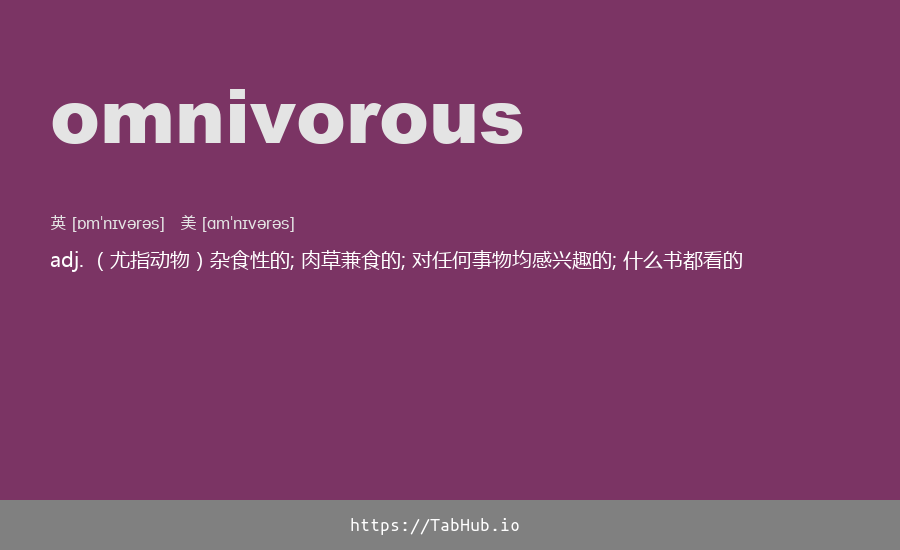 omnivorous
英 [ɒmˈnɪvərəs] 美 [ɑmˈnɪvərəs]
adj. （尤指动物）杂食性的; 肉草兼食的; 对任何事物均感兴趣的; 什么书都看的
https://TabHub.io